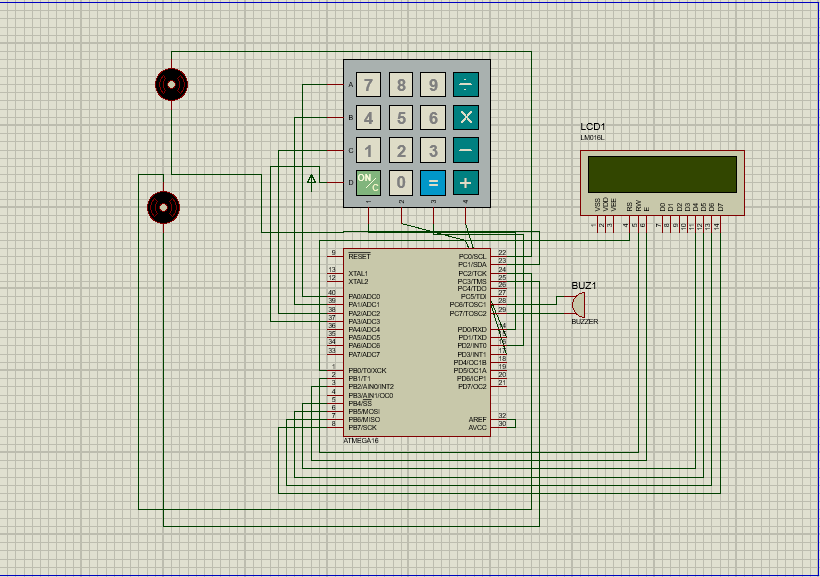 A 7 8 9 ÷
B 4 5 6 ×
C 1 2 3 −
D ON/C 0 = +
1 2 3 4
LCD1
LM016L
VSS VDD VEE RS RW E D0 D1 D2 D3 D4 D5 D6 D7
1 2 3 4 5 6 7 8 9 10 11 12 13 14
BUZ1
BUZZER
9 RESET PC0/SCL 22
PC1/SDA 23
13 XTAL1 PC2/TCK 24
12 XTAL2 PC3/TMS 25
PC4/TDO 26
40 PA0/ADC0 PC5/TDI 27
39 PA1/ADC1 PC6/TOSC1 28
38 PA2/ADC2 PC7/TOSC2 29
37 PA3/ADC3
36 PA4/ADC4 PD0/RXD 14
35 PA5/ADC5 PD1/TXD
34 PA6/ADC6 PD2/INT0
33 PA7/ADC7 PD3/INT1 17
PD4/OC1B 18
1 PB0/T0/XCK PD5/OC1A 19
2 PB1/T1 PD6/ICP1 20
3 PB2/AIN0/INT2 PD7/OC2 21
4 PB3/AIN1/OC0
5 PB4/SS
6 PB5/MOSI
7 PB6/MISO AREF 32
8 PB7/SCK AVCC 30
ATMEGA16